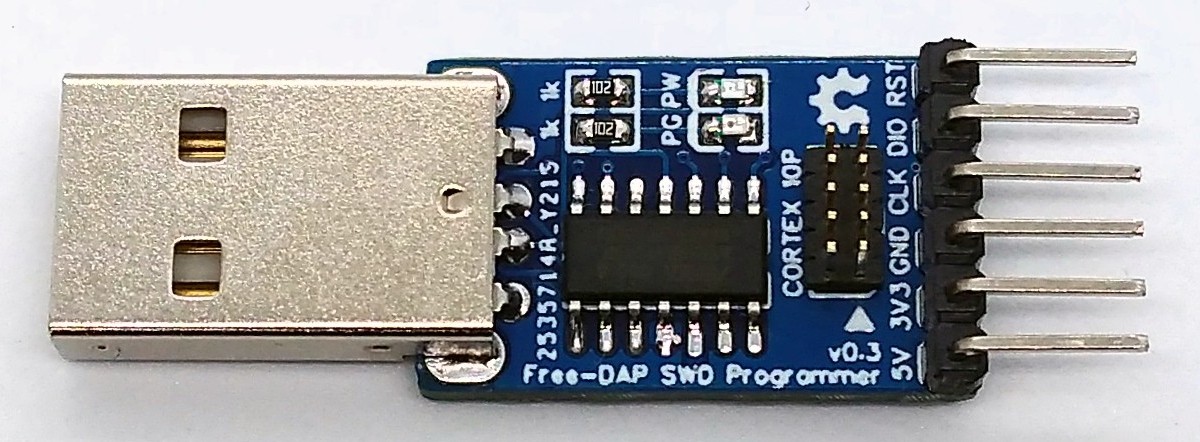 1k
102
PW
1k
102
PG
2535714A_Y215
CORTEX 10P
RST
DIO
CLK
GND
3V3
5V
v0.3
Free-DAP SWD Programmer